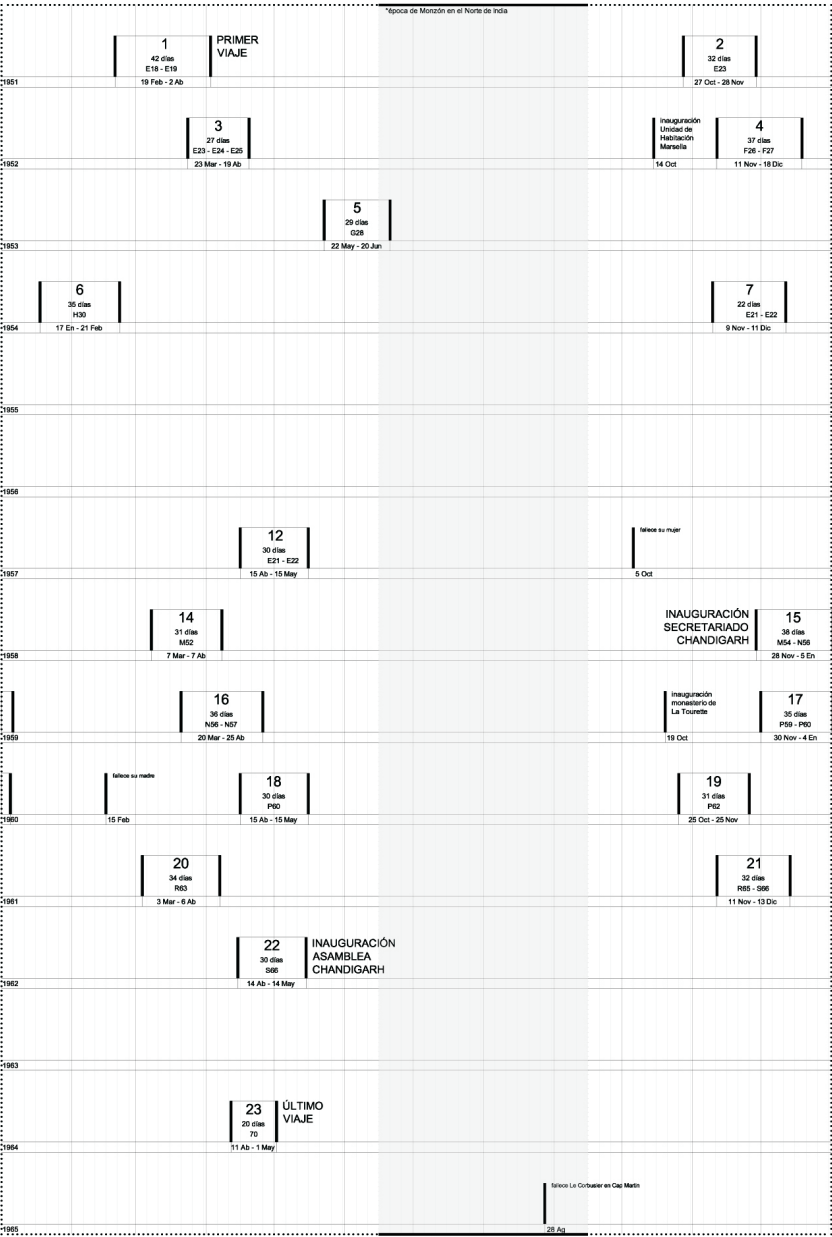 *época de Monzón en el Norte de India
1
42 días
E18 - E19
19 Feb - 2 Ab
PRIMER
VIAJE
2
32 días
E23
27 Oct - 28 Nov
1951
3
27 días
E23 - E24 - E25
23 Mar - 19 Ab
inauguración
Unidad de
Habitación
Marsella
14 Oct
4
37 días
F26 - F27
11 Nov - 18 Dic
1952
5
29 días
G28
22 May - 20 Jun
1953
6
35 días
H30
17 En - 21 Feb
7
22 días
E21 - E22
9 Nov - 11 Dic
1954
1955
1956
12
30 días
E21 - E22
15 Ab - 15 May
fallece su mujer
5 Oct
1957
14
31 días
M52
7 Mar - 7 Ab
INAUGURACIÓN
SECRETARIADO
CHANDIGARH
15
38 días
M54 - N56
28 Nov - 5 En
1958
16
36 días
N56 - N57
20 Mar - 25 Ab
inauguración
monasterio de
La Tourette
19 Oct
17
35 días
P59 - P60
30 Nov - 4 En
1959
fallece su madre
15 Feb
18
30 días
P60
15 Ab - 15 May
19
31 días
P62
25 Oct - 25 Nov
1960
20
34 días
R63
3 Mar - 6 Ab
21
32 días
R65 - S66
11 Nov - 13 Dic
1961
22
30 días
S66
14 Ab - 14 May
INAUGURACIÓN
ASAMBLEA
CHANDIGARH
1962
1963
23
20 días
70
11 Ab - 1 May
ÚLTIMO
VIAJE
1964
fallece Le Corbusier en Cap Martin
28 Ag
1965